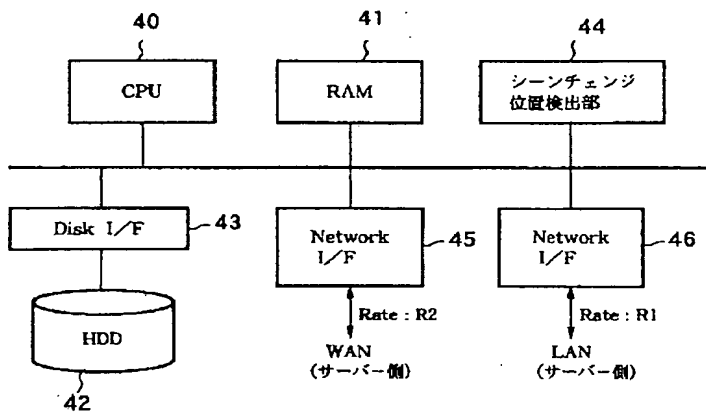 40
41
44
CPU
RAM
シーンチェンジ
位置検出部
Disk I/F
43
Network
I/F
45
Network
I/F
46
Rate : R2
Rate : R1
HDD
WAN
(サーバー側)
LAN
(サーバー側)
42